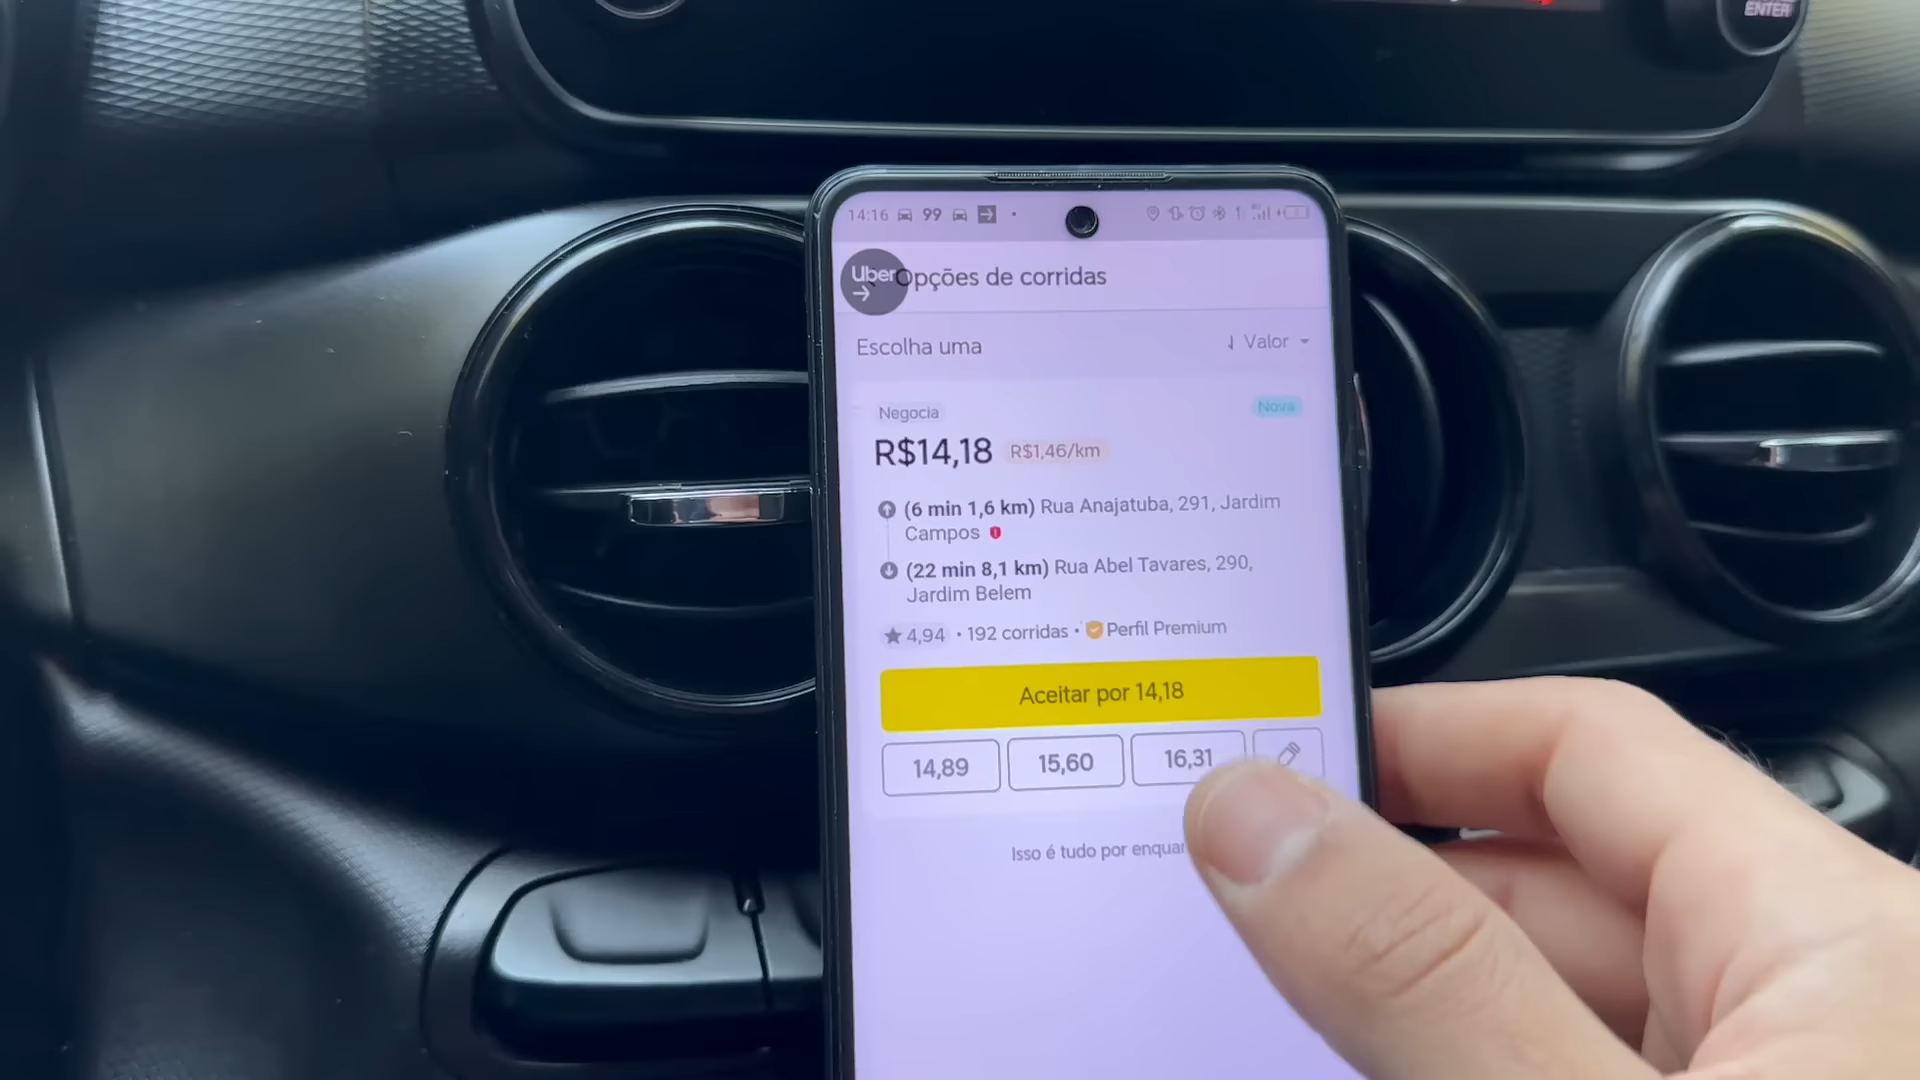 ENTER
14:16 99
Uber
Opções de corridas
Escolha uma
Valor
Negocia
Nova
R$14,18 R$1,46/km
(6 min 1,6 km) Rua Anajatuba, 291, Jardim
Campos
(22 min 8,1 km) Rua Abel Tavares, 290,
Jardim Belem
4,94 • 192 corridas • Perfil Premium
Aceitar por 14,18
14,89 15,60 16,31
Isso é tudo por